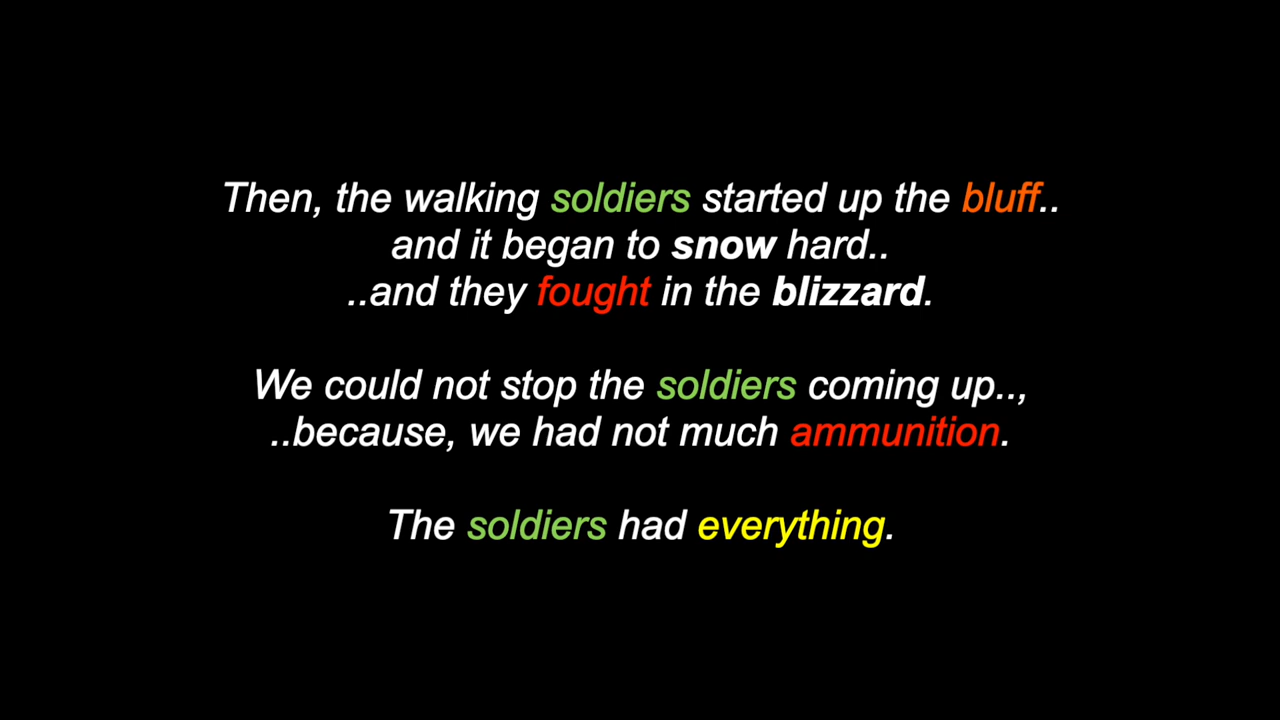 Then, the walking soldiers started up the bluff..
and it began to snow hard..
..and they fought in the blizzard.
We could not stop the soldiers coming up..,
..because, we had not much ammunition.
The soldiers had everything.